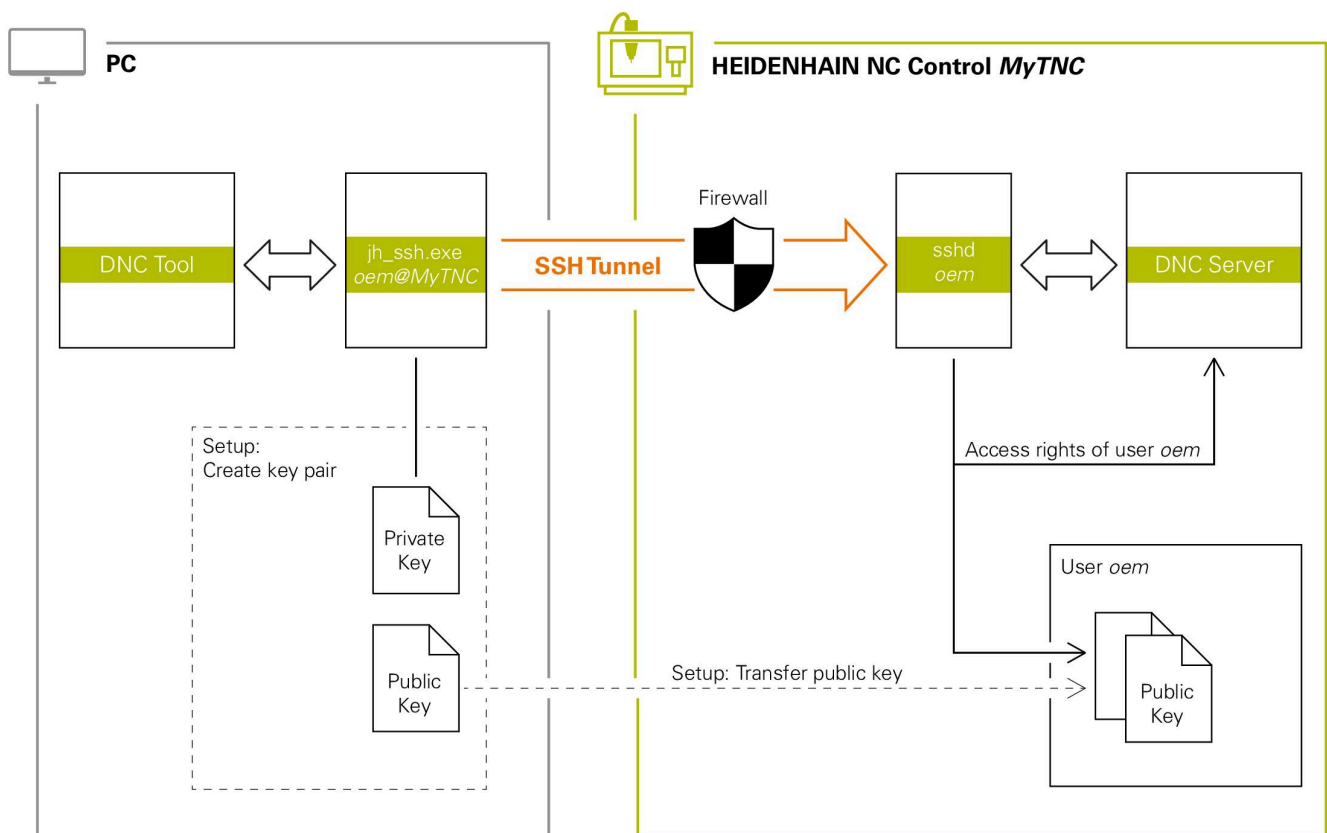 PC
HEIDENHAIN NC Control MyTNC
DNC Tool
jh_ssh.exe
oem@MyTNC
SSH Tunnel
Firewall
sshd
oem
DNC Server
Setup:
Create key pair
Private
Key
Public
Key
Access rights of user oem
Setup: Transfer public key
User oem
Public
Key